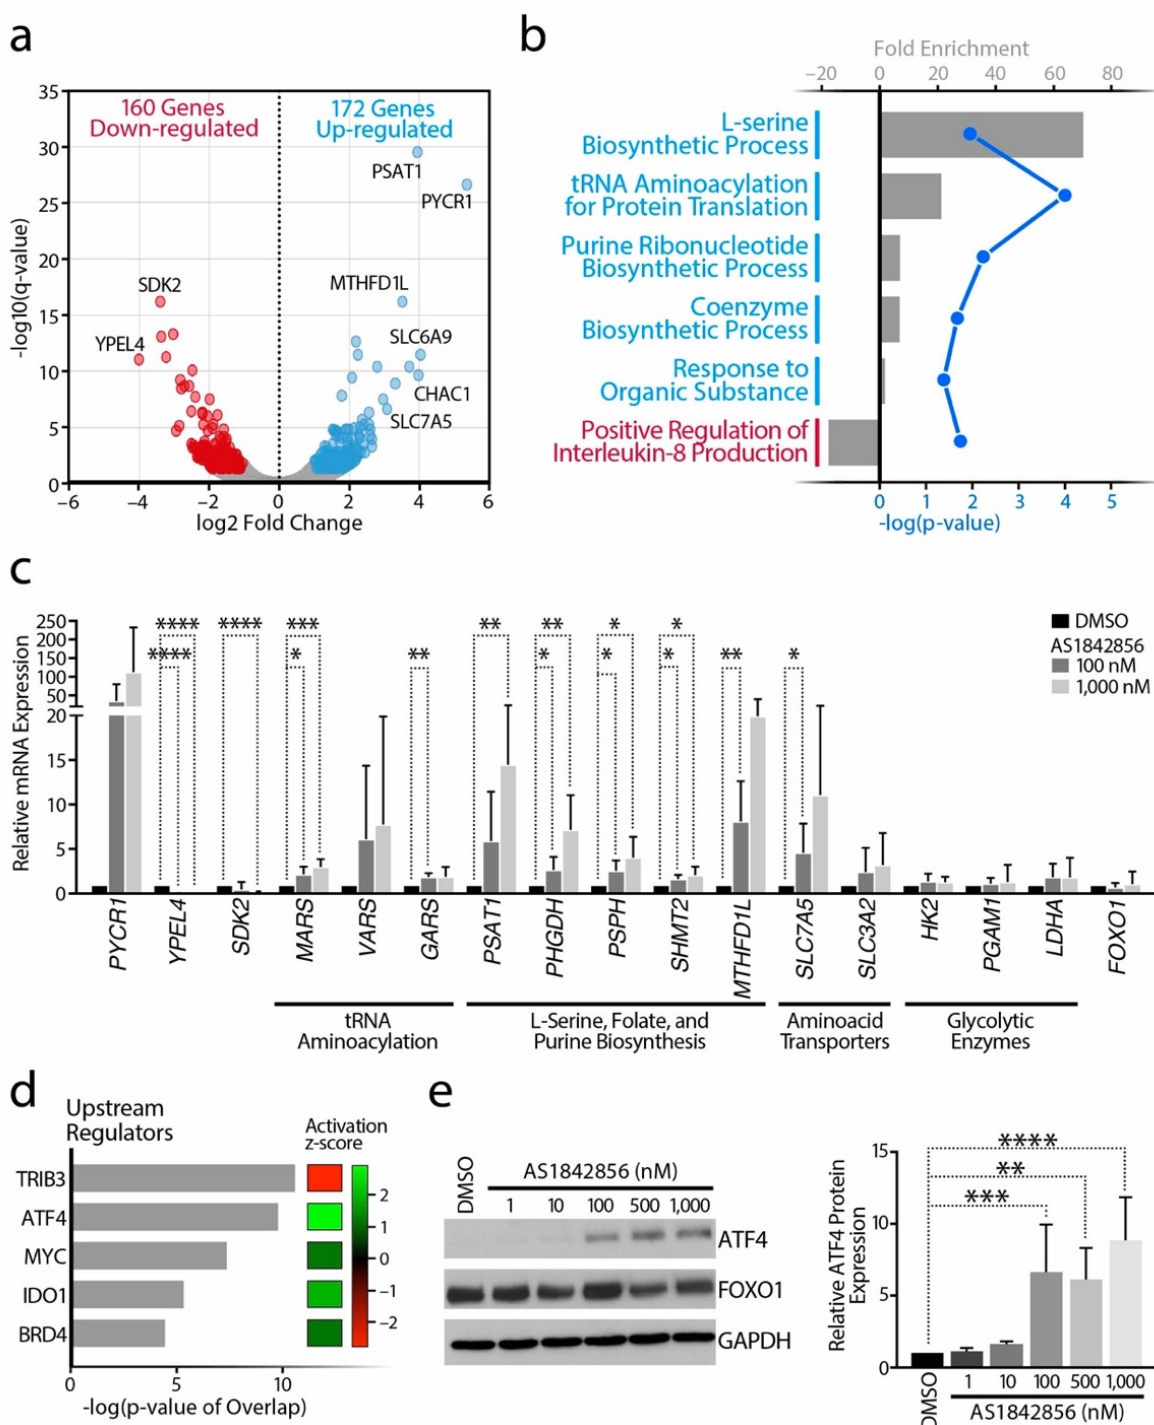 a
160 Genes
Down-regulated
172 Genes
Up-regulated
35
30
25
20
15
10
5
0
-log10(q-value)
PSAT1
PYCR1
SDK2
MTHFD1L
YPEL4
SLC6A9
CHAC1
SLC7A5
−6 −4 −2 0 2 4 6
log2 Fold Change
b
Fold Enrichment
−20 0 20 40 60 80
L-serine
Biosynthetic Process
tRNA Aminoacylation
for Protein Translation
Purine Ribonucleotide
Biosynthetic Process
Coenzyme
Biosynthetic Process
Response to
Organic Substance
Positive Regulation of
Interleukin-8 Production
0 1 2 3 4 5
-log(p-value)
c
Relative mRNA Expression
250
200
150
100
50
20
15
10
5
0
**** **** *** ** ** * *
**** * ** * * * ** *
DMSO
AS1842856
100 nM
1,000 nM
PYCR1 YPEL4 SDK2 MARS VARS GARS PSAT1 PHGDH PSPH SHMT2 MTHFD1L SLC7A5 SLC3A2 HK2 PGAM1 LDHA FOXO1
tRNA
Aminoacylation
L-Serine, Folate, and
Purine Biosynthesis
Aminoacid
Transporters
Glycolytic
Enzymes
d
Upstream
Regulators
Activation
z-score
TRIB3
ATF4
MYC
IDO1
BRD4
2
1
0
−1
−2
0 5 10
-log(p-value of Overlap)
e
DMSO
AS1842856 (nM)
1 10 100 500 1,000
ATF4
FOXO1
GAPDH
Relative ATF4 Protein
Expression
15
10
5
0
****
**
***
DMSO
1 10 100 500 1,000
AS1842856 (nM)